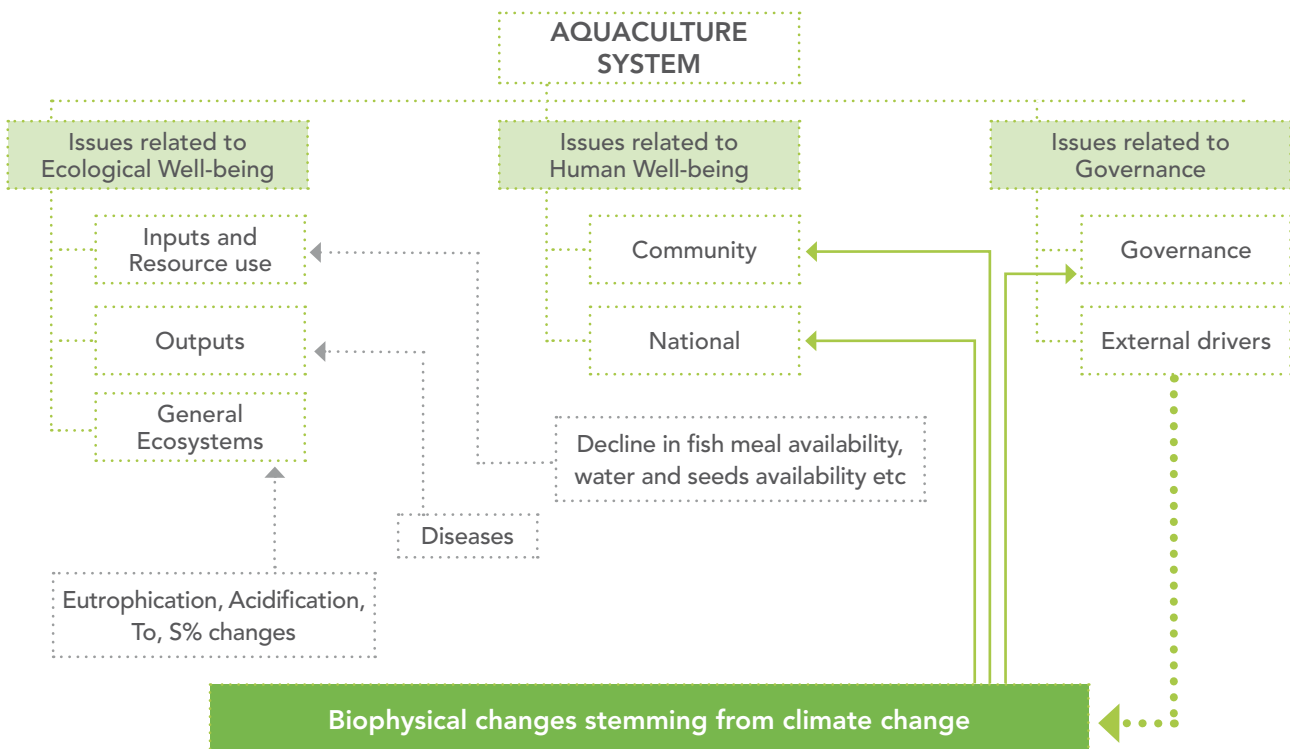 AQUACULTURE
SYSTEM
Issues related to
Ecological Well-being
Issues related to
Human Well-being
Issues related to
Governance
Inputs and
Resource use
Community
Governance
Outputs
National
External drivers
General
Ecosystems
Decline in fish meal availability,
water and seeds availability etc
Diseases
Eutrophication, Acidification,
To, S% changes
Biophysical changes stemming from climate change